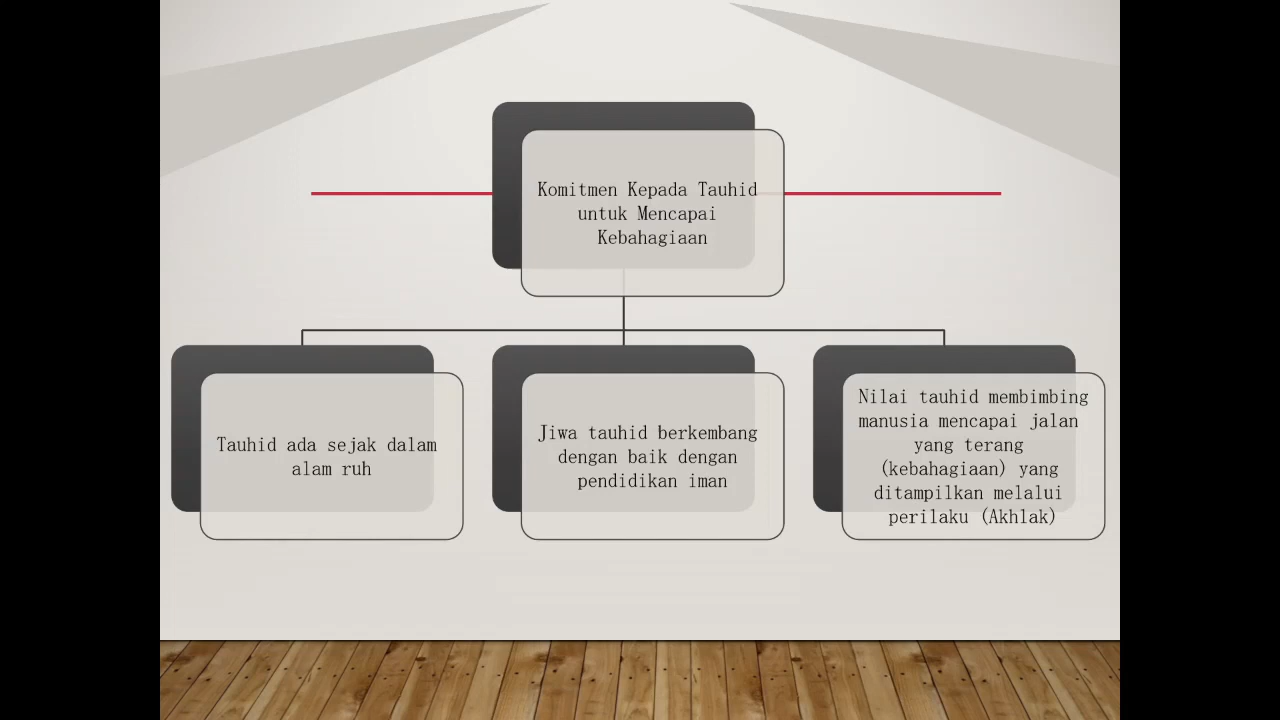 Komitmen Kepada Tauhid
untuk Mencapai
Kebahagiaan
Tauhid ada sejak dalam
alam ruh
Jiwa tauhid berkembang
dengan baik dengan
pendidikan iman
Nilai tauhid membimbing
manusia mencapai jalan
yang terang
(kebahagiaan) yang
ditampilkan melalui
perilaku (Akhlak)